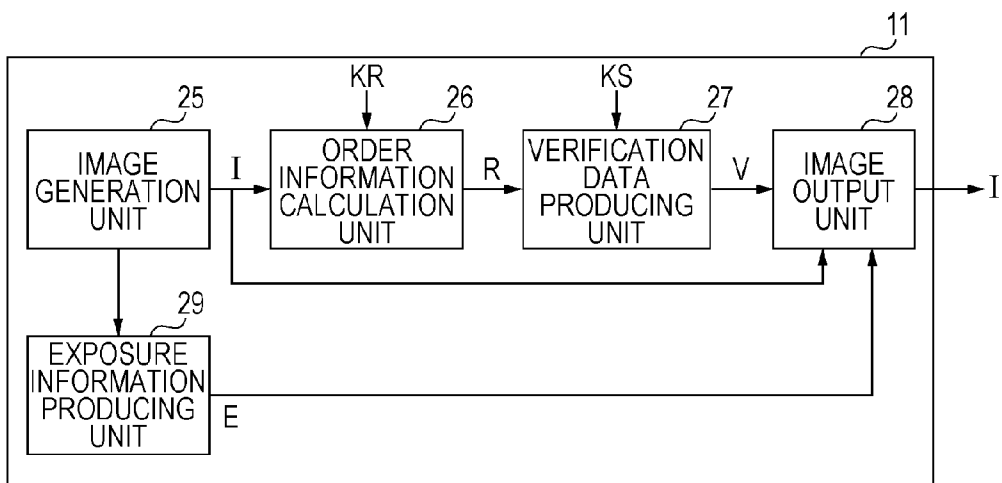 11
KR
KS
25
26
27
28
IMAGE
GENERATION
UNIT
I
ORDER
INFORMATION
CALCULATION
UNIT
R
VERIFICATION
DATA
PRODUCING
UNIT
V
IMAGE
OUTPUT
UNIT
I
29
EXPOSURE
INFORMATION
PRODUCING
UNIT
E